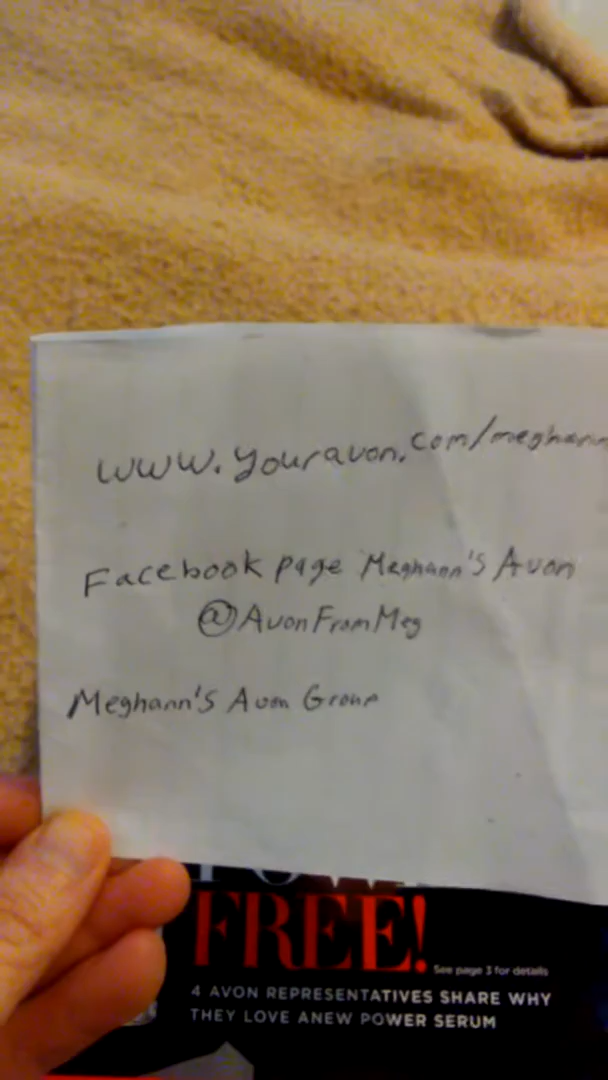 www.youravon.com/meghann
Facebook page Meghann's Avon
@AvonFromMeg
Meghann's Avon Group
FREE!
See page 3 for details
4 AVON REPRESENTATIVES SHARE WHY
THEY LOVE ANEW POWER SERUM